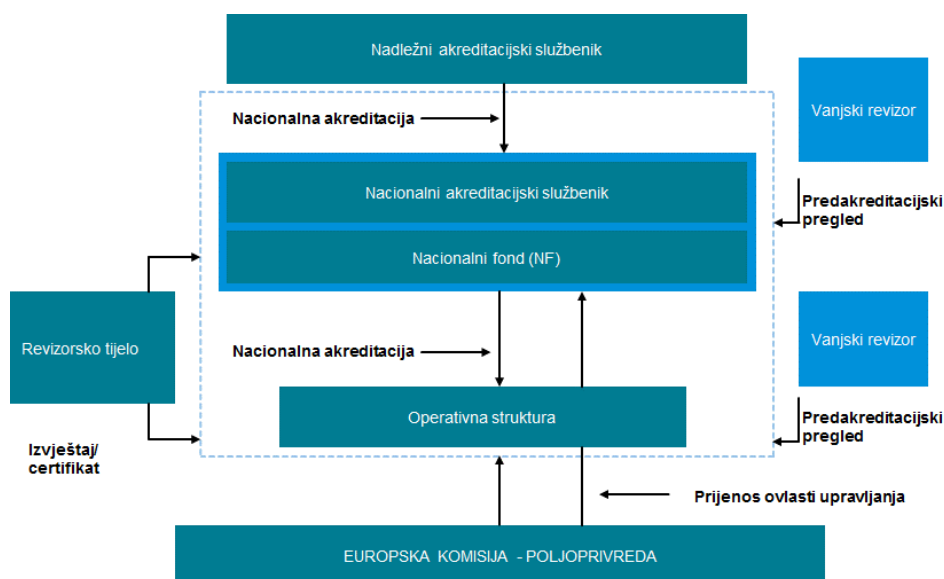 Nadležni akreditacijski službenik
Vanjski revizor
Nacionalna akreditacija
Nacionalni akreditacijski službenik
Predakreditacijski
pregled
Nacionalni fond (NF)
Revizorsko tijelo
Vanjski revizor
Nacionalna akreditacija
Operativna struktura
Predakreditacijski
pregled
Izvještaj/
certifikat
Prijenos ovlasti upravljanja
EUROPSKA KOMISIJA - POLJOPRIVREDA